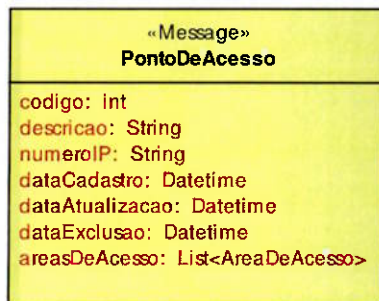 «Message»
PontoDeAcesso
codigo: int
descricao: String
numeroIP: String
dataCadastro: Datetime
dataAtualizacao: Datetime
dataExclusao: Datetime
areasDeAcesso: List<AreaDeAcesso>